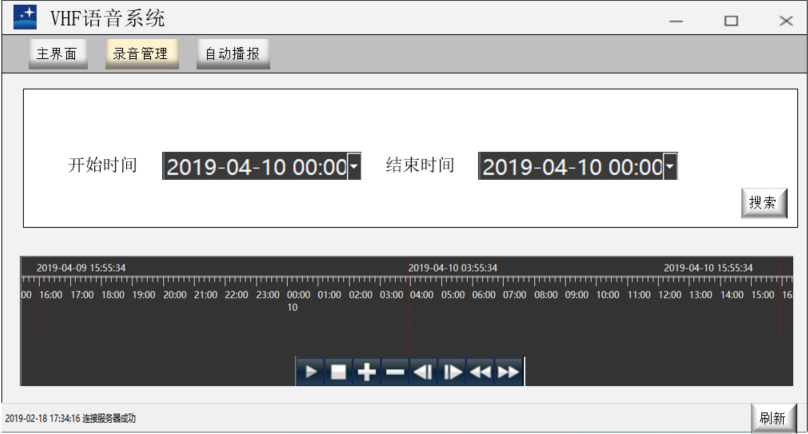 VHF语音系统
主界面 录音管理 自动播报
开始时间 2019-04-10 00:00 结束时间 2019-04-10 00:00
搜索
2019-04-09 15:55:34 2019-04-10 03:55:34 2019-04-10 15:55:34
00 16:00 17:00 18:00 19:00 20:00 21:00 22:00 23:00 00:00 01:00 02:00 03:00 04:00 05:00 06:00 07:00 08:00 09:00 10:00 11:00 12:00 13:00 14:00 15:00 16
10
2019-02-18 17:34:16 连接服务器成功 刷新